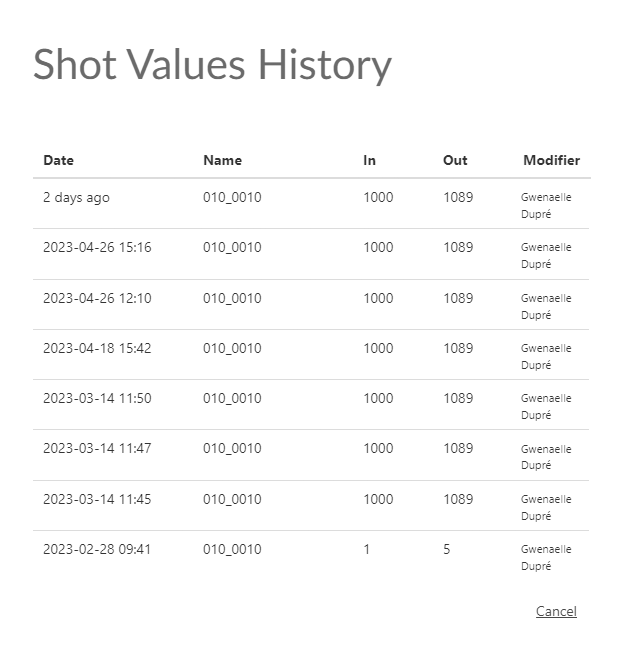 Shot Values History
Date Name In Out Modifier
2 days ago 010_0010 1000 1089 Gwenaelle
Dupré
2023-04-26 15:16 010_0010 1000 1089 Gwenaelle
Dupré
2023-04-26 12:10 010_0010 1000 1089 Gwenaelle
Dupré
2023-04-18 15:42 010_0010 1000 1089 Gwenaelle
Dupré
2023-03-14 11:50 010_0010 1000 1089 Gwenaelle
Dupré
2023-03-14 11:47 010_0010 1000 1089 Gwenaelle
Dupré
2023-03-14 11:45 010_0010 1000 1089 Gwenaelle
Dupré
2023-02-28 09:41 010_0010 1 5 Gwenaelle
Dupré
Cancel